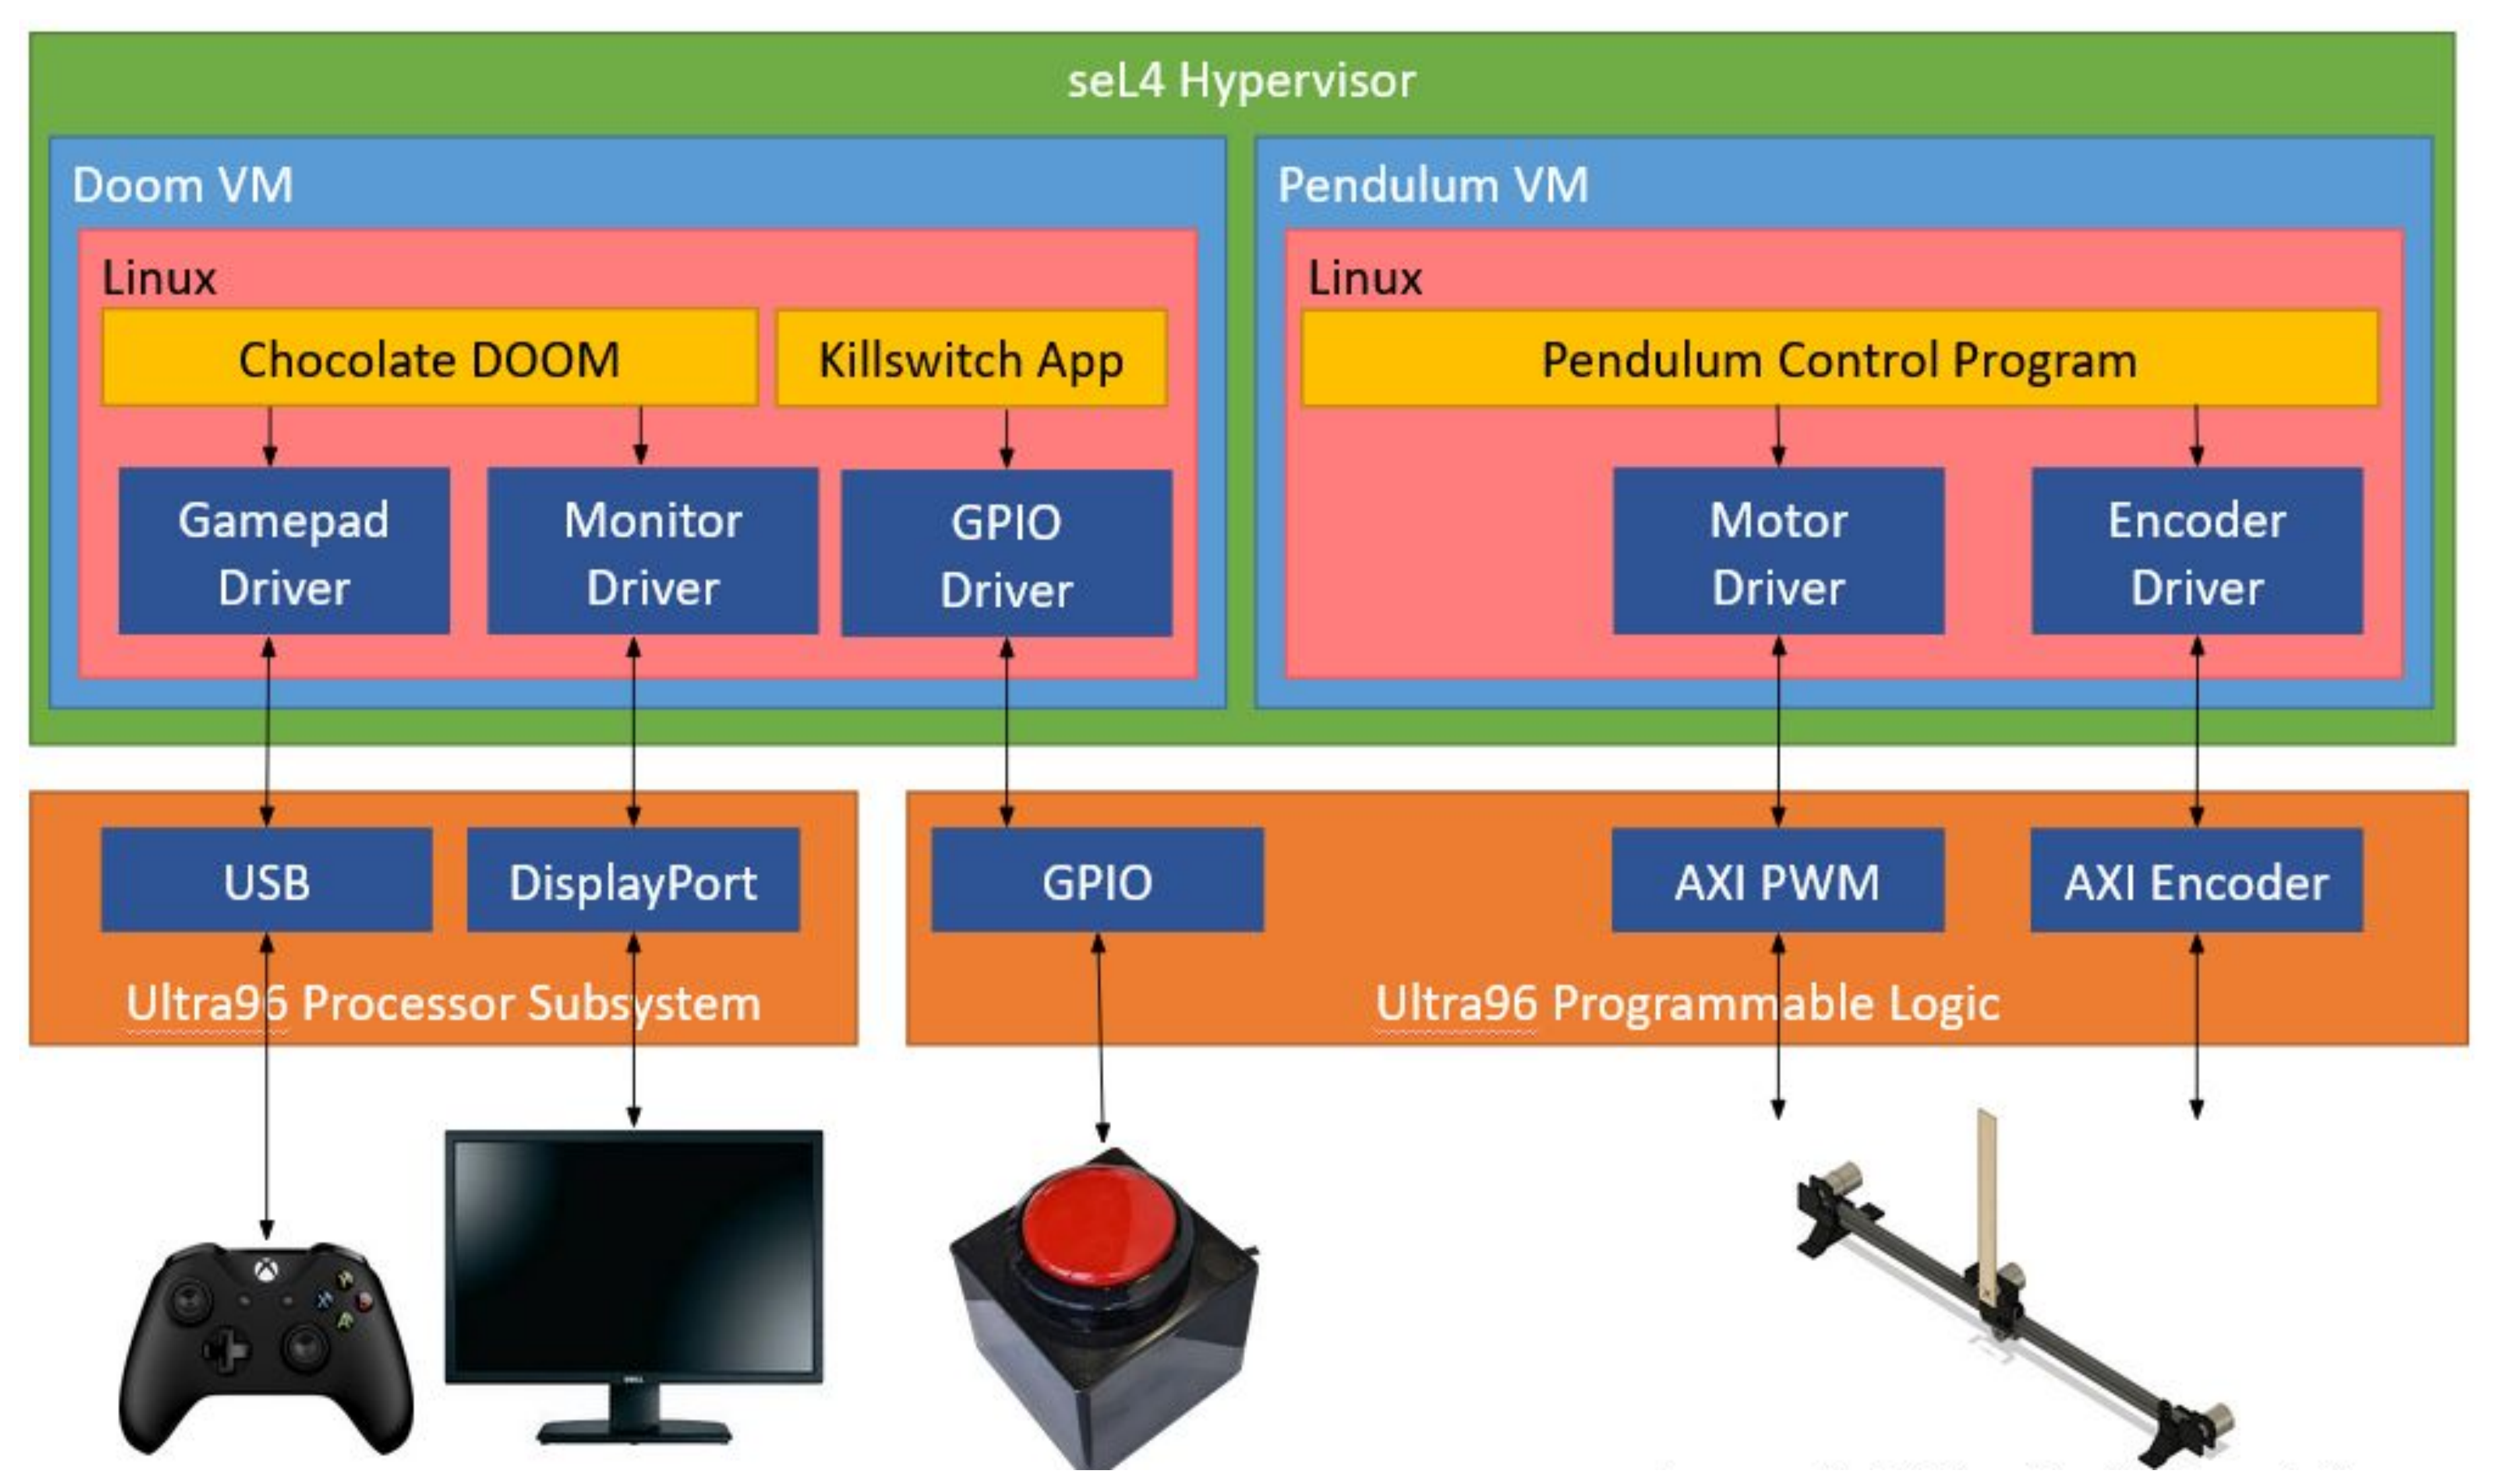 seL4 Hypervisor
Doom VM
Linux
Chocolate DOOM
Killswitch App
Gamepad
Driver
Monitor
Driver
GPIO
Driver
Pendulum VM
Linux
Pendulum Control Program
Motor
Driver
Encoder
Driver
USB
DisplayPort
Ultra96 Processor Subsystem
GPIO
AXI PWM
AXI Encoder
Ultra96 Programmable Logic
DELL